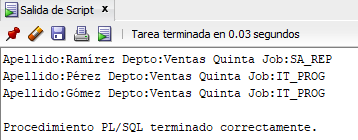 Salida de Script
Tarea terminada en 0.03 segundos
Apellido:Ramírez Depto:Ventas Quinta Job:SA_REP
Apellido:Pérez Depto:Ventas Quinta Job:IT_PROG
Apellido:Gómez Depto:Ventas Quinta Job:IT_PROG
Procedimiento PL/SQL terminado correctamente.